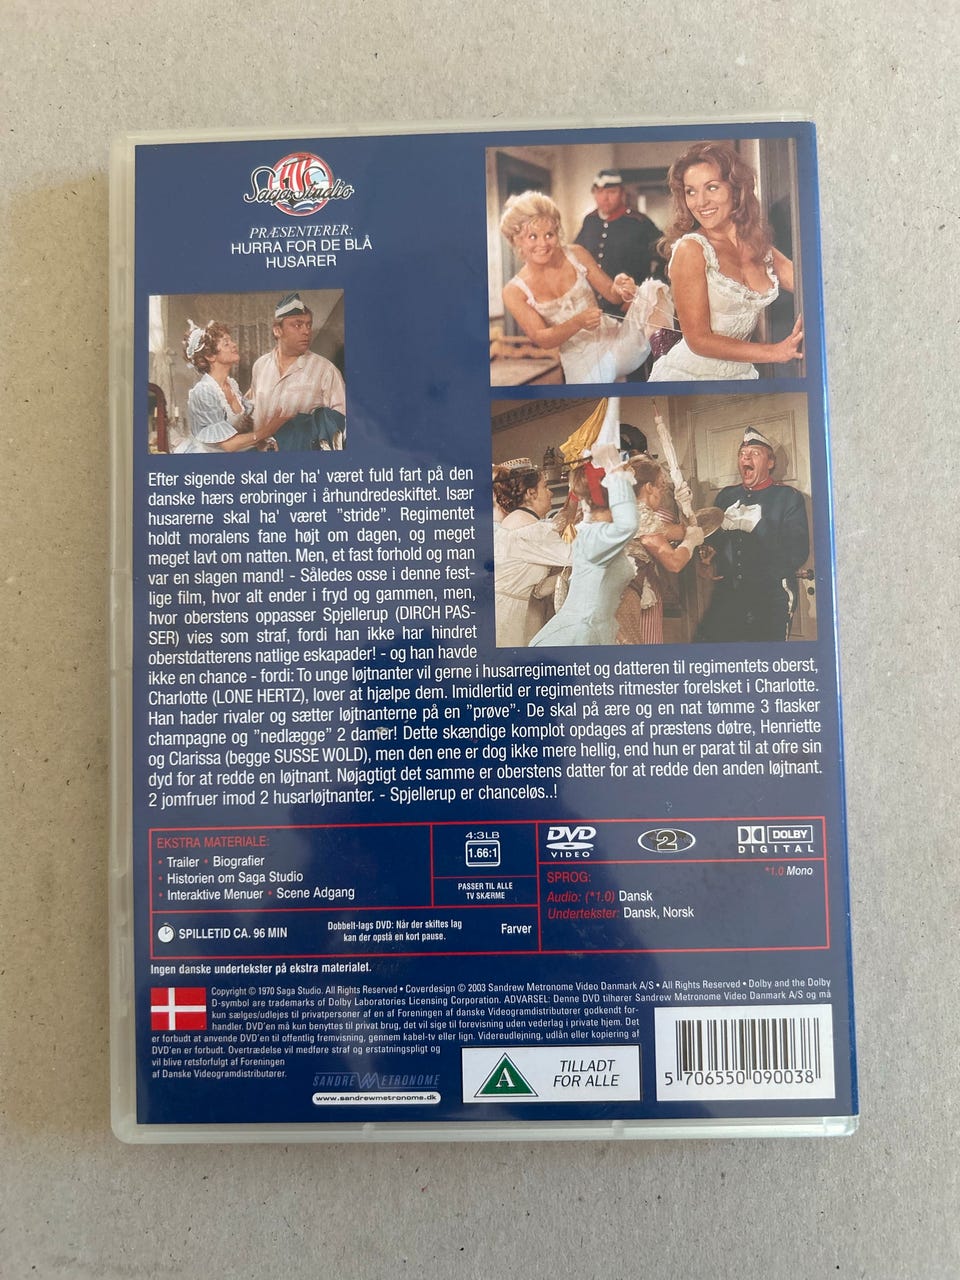 Saga Studio
PRÆSENTERER:
HURRA FOR DE BLÅ
HUSARER
Efter sigende skal der ha' været fuld fart på den
danske hærs erobringer i århundredeskiftet. Især
husarerne skal ha' været "stride". Regimentet
holdt moralens fane højt om dagen, og meget
meget lavt om natten. Men, et fast forhold og man
var en slagen mand! - Således osse i denne fest-
lige film, hvor alt ender i fryd og gammen, men,
hvor oberstens oppasser Spjellerup (DIRCH PAS-
SER) vies som straf, fordi han ikke har hindret
oberstdatterens natlige eskapader! - og han havde
ikke en chance - fordi: To unge løjtnanter vil gerne i husarregimentet og datteren til regimentets oberst,
Charlotte (LONE HERTZ), lover at hjælpe dem. Imidlertid er regimentets ritmester forelsket i Charlotte.
Han hader rivaler og sætter løjtnanterne på en "prøve". De skal på ære og en nat tømme 3 flasker
champagne og "nedlægge" 2 damer! Dette skændige komplot opdages af præstens døtre, Henriette
og Clarissa (begge SUSSE WOLD), men den ene er dog ikke mere hellig, end hun er parat til at ofre sin
dyd for at redde en løjtnant. Nøjagtigt det samme er oberstens datter for at redde den anden løjtnant.
2 jomfruer imod 2 husarløjtnanter. - Spjellerup er chanceløs..!
EKSTRA MATERIALE:
• Trailer • Biografier
• Historien om Saga Studio
• Interaktive Menuer • Scene Adgang
4:3LB
1.66:1
PASSER TIL ALLE
TV SKÆRME
DVD
VIDEO
2
DOLBY
DIGITAL
*1.0 Mono
SPROG:
Audio: (*1.0) Dansk
Undertekster: Dansk, Norsk
SPILLETID CA. 96 MIN
Dobbelt-lags DVD: Når der skiftes lag
kan der opstå en kort pause.
Farver
Ingen danske undertekster på ekstra materialet.
Copyright © 1970 Saga Studio. All Rights Reserved • Coverdesign © 2003 Sandrew Metronome Video Danmark A/S • All Rights Reserved • Dolby and the Dolby
D-symbol are trademarks of Dolby Laboratories Licensing Corporation. ADVARSEL: Denne DVD tilhører Sandrew Metronome Video Danmark A/S og må
kun sælges/udlejes til privatpersoner af en af Foreningen af danske Videogramdistributører godkendt for-
handler. DVD'en må kun benyttes til privat brug, det vil sige til forevisning uden vederlag i private hjem. Det
er forbudt at anvende DVD'en til offentlig fremvisning, gennem kabel-tv eller lign. Videreudlejning, udlån eller kopiering af
DVD'en er forbudt. Overtrædelse vil medføre straf og erstatningspligt og
vil blive retsforfulgt af Foreningen
af Danske Videogramdistributører.
SANDREW METRONOME
www.sandrewmetronome.dk
A
TILLADT
FOR ALLE
5 706550 090038